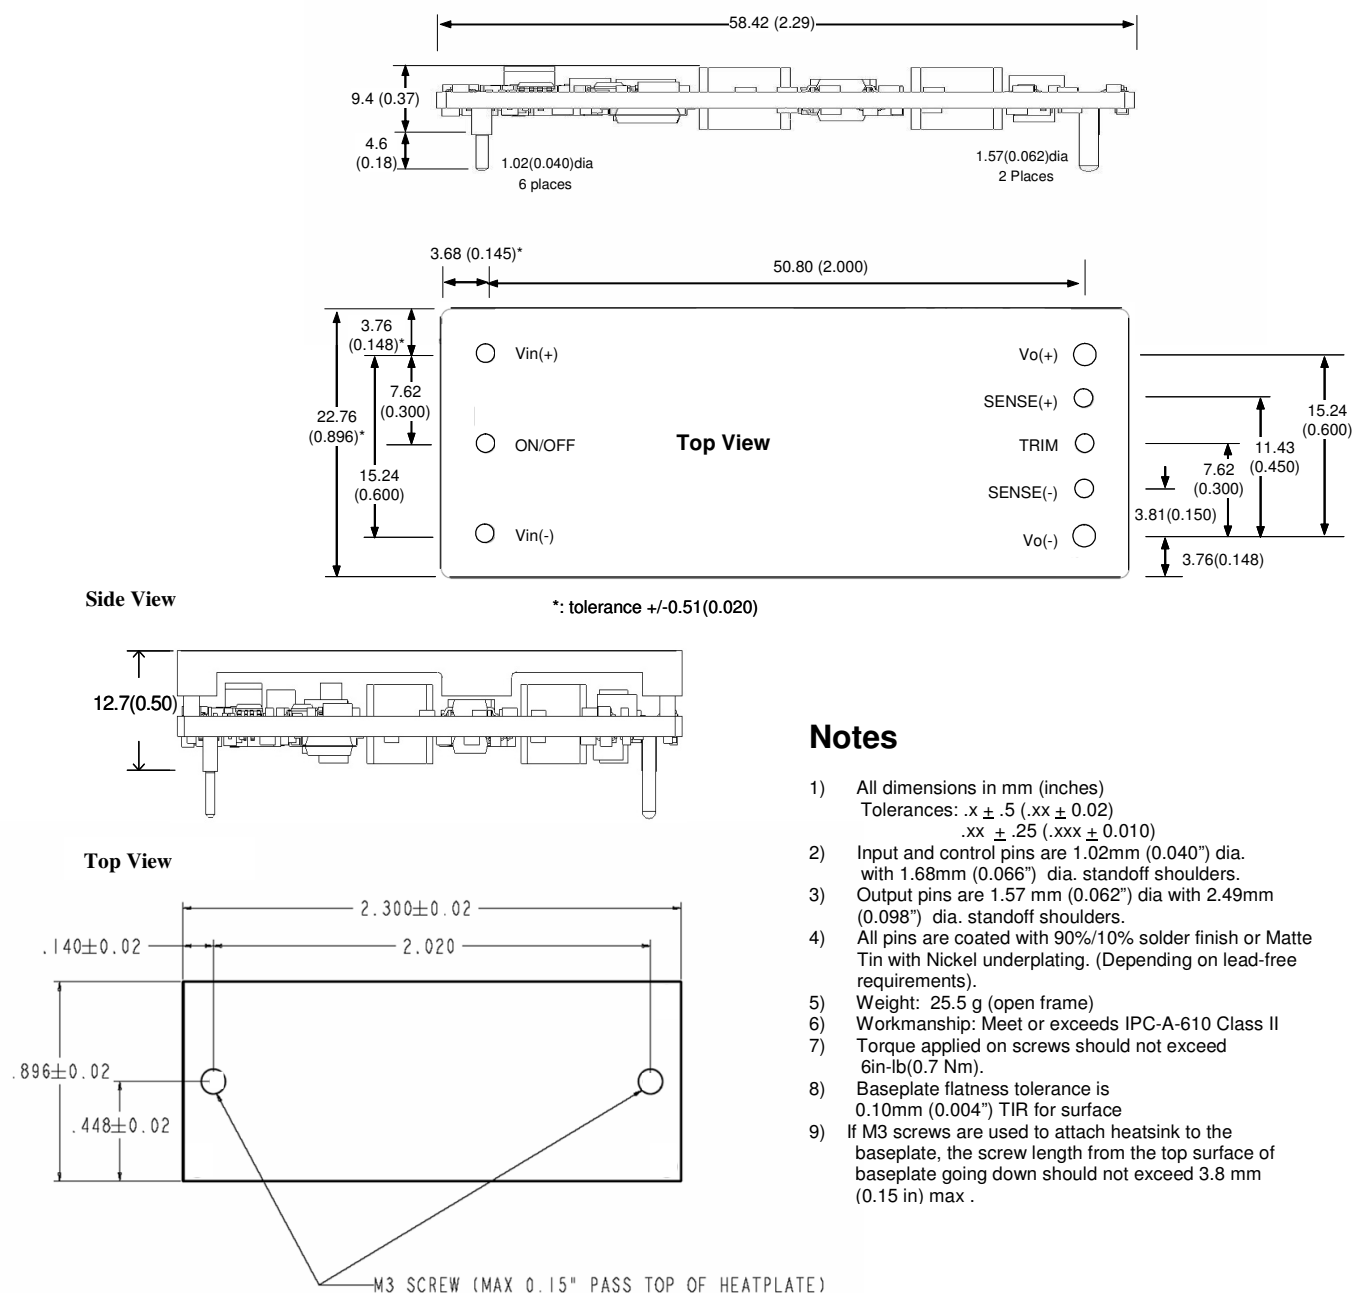 58.42 (2.29)
9.4 (0.37)
4.6
(0.18)
1.02(0.040)dia
6 places
1.57(0.062)dia
2 Places
3.68 (0.145)*
50.80 (2.000)
3.76
(0.148)*
7.62
(0.300)
22.76
(0.896)*
15.24
(0.600)
Vin(+)
ON/OFF
Vin(-)
Top View
Vo(+)
SENSE(+)
TRIM
SENSE(-)
Vo(-)
15.24
(0.600)
11.43
(0.450)
7.62
(0.300)
3.81(0.150)
3.76(0.148)
*: tolerance +/-0.51(0.020)
Side View
12.7(0.50)
Top View
2.300±0.02
.140±0.02
2.020
.896±0.02
.448±0.02
M3 SCREW (MAX 0.15" PASS TOP OF HEATPLATE)
Notes
1) All dimensions in mm (inches)
Tolerances: .x ± .5 (.xx ± 0.02)
.xx ± .25 (.xxx ± 0.010)
2) Input and control pins are 1.02mm (0.040”) dia.
with 1.68mm (0.066”) dia. standoff shoulders.
3) Output pins are 1.57 mm (0.062”) dia with 2.49mm
(0.098”) dia. standoff shoulders.
4) All pins are coated with 90%/10% solder finish or Matte
Tin with Nickel underplating. (Depending on lead-free
requirements).
5) Weight: 25.5 g (open frame)
6) Workmanship: Meet or exceeds IPC-A-610 Class II
7) Torque applied on screws should not exceed
6in-lb(0.7 Nm).
8) Baseplate flatness tolerance is
0.10mm (0.004”) TIR for surface
9) If M3 screws are used to attach heatsink to the
baseplate, the screw length from the top surface of
baseplate going down should not exceed 3.8 mm
(0.15 in) max .